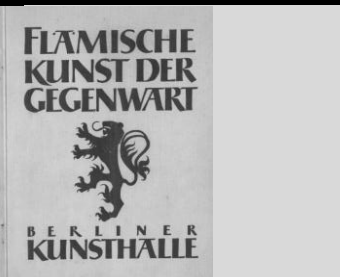 FLÄMISCHE
KUNST DER
GEGENWART
BERLINER
KUNSTHALLE